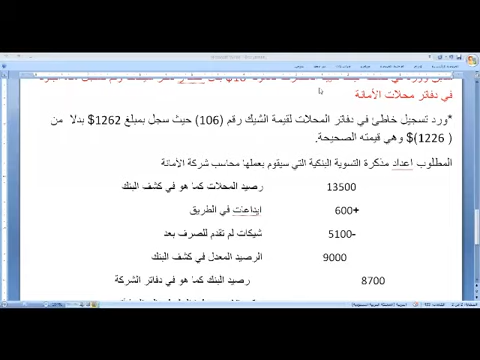 في دفاتر محلات الأمانة
*ورد تسجيل خاطئ في دفاتر المحلات لقيمة الشيك رقم (106) حيث سجل بمبلغ 1262$ بدلا من
( 1226)$ وهي قيمته الصحيحة.
المطلوب إعداد مذكرة التسوية البنكية التي سيقوم بعملها محاسب شركة الأمانة
رصيد المحلات كما هو في كشف البنك 13500
ايداعات في الطريق 600+
شيكات لم تقدم للصرف بعد 5100-
الرصيد المعدل في كشف البنك 9000
رصيد البنك كما هو في دفاتر الشركة 8700